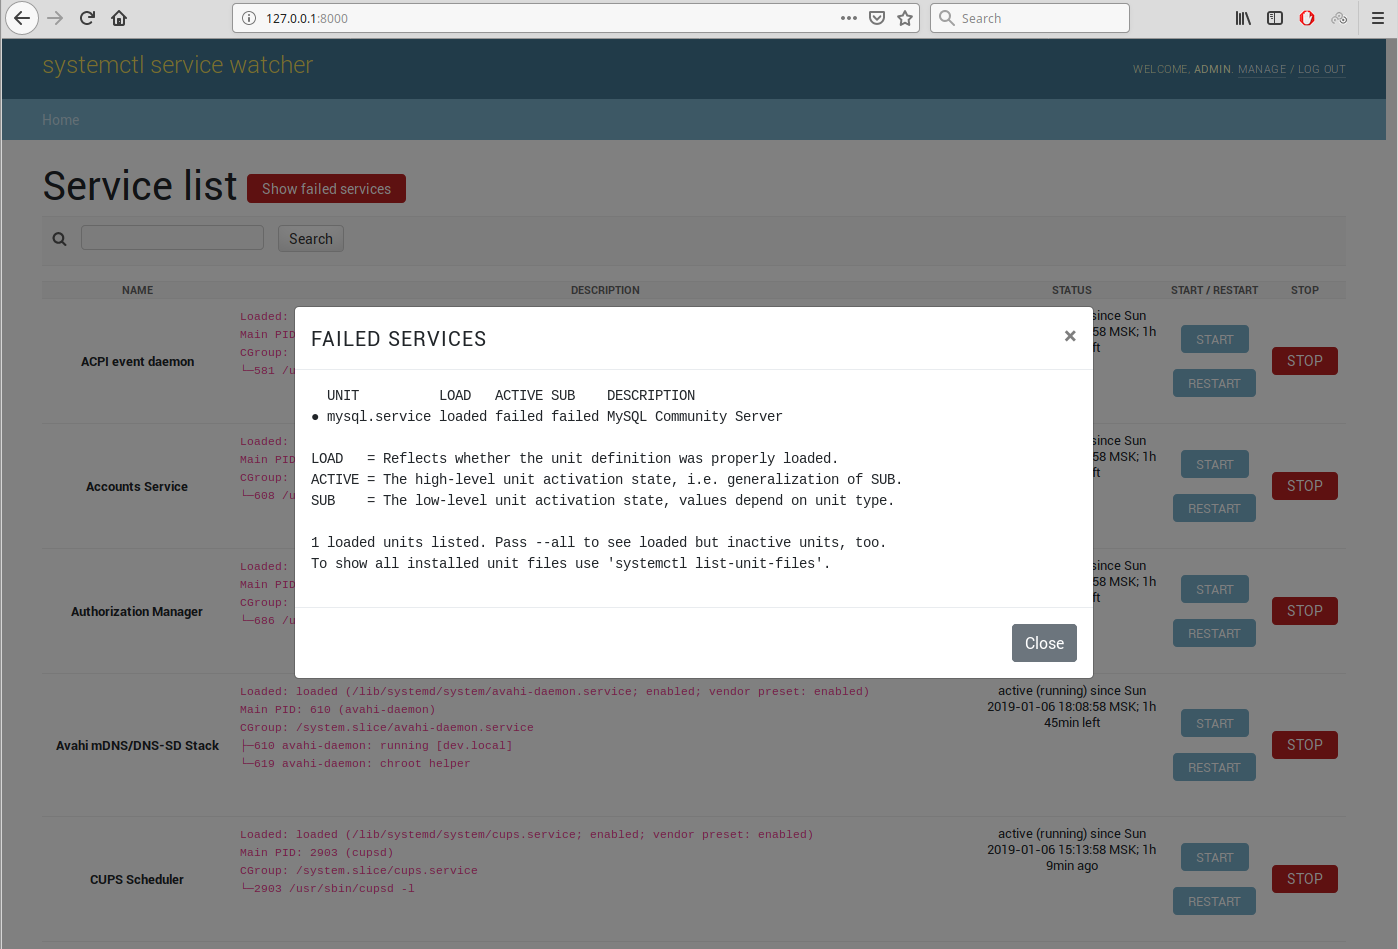 127.0.0.1:8000
Search
systemctl service watcher
WELCOME, ADMIN. MANAGE / LOG OUT
Home
Service list Show failed services
Search
NAME DESCRIPTION STATUS START / RESTART STOP
ACPI event daemon
Loaded:
Main PID
CGroup:
└─581 /u
since Sun
58 MSK; 1h
ft
START
RESTART
STOP
Accounts Service
Loaded:
Main PID
CGroup:
└─608 /u
since Sun
58 MSK; 1h
ft
START
RESTART
STOP
Authorization Manager
Loaded:
Main PID
CGroup:
└─686 /u
since Sun
58 MSK; 1h
ft
START
RESTART
STOP
FAILED SERVICES ×
  UNIT          LOAD   ACTIVE SUB    DESCRIPTION
● mysql.service loaded failed failed MySQL Community Server
LOAD   = Reflects whether the unit definition was properly loaded.
ACTIVE = The high-level unit activation state, i.e. generalization of SUB.
SUB    = The low-level unit activation state, values depend on unit type.
1 loaded units listed. Pass --all to see loaded but inactive units, too.
To show all installed unit files use 'systemctl list-unit-files'.
Close
Avahi mDNS/DNS-SD Stack
Loaded: loaded (/lib/systemd/system/avahi-daemon.service; enabled; vendor preset: enabled)
Main PID: 610 (avahi-daemon)
CGroup: /system.slice/avahi-daemon.service
├─610 avahi-daemon: running [dev.local]
└─619 avahi-daemon: chroot helper
active (running) since Sun
2019-01-06 18:08:58 MSK; 1h
45min left
START
RESTART
STOP
CUPS Scheduler
Loaded: loaded (/lib/systemd/system/cups.service; enabled; vendor preset: enabled)
Main PID: 2903 (cupsd)
CGroup: /system.slice/cups.service
└─2903 /usr/sbin/cupsd -l
active (running) since Sun
2019-01-06 15:13:58 MSK; 1h
9min ago
START
RESTART
STOP